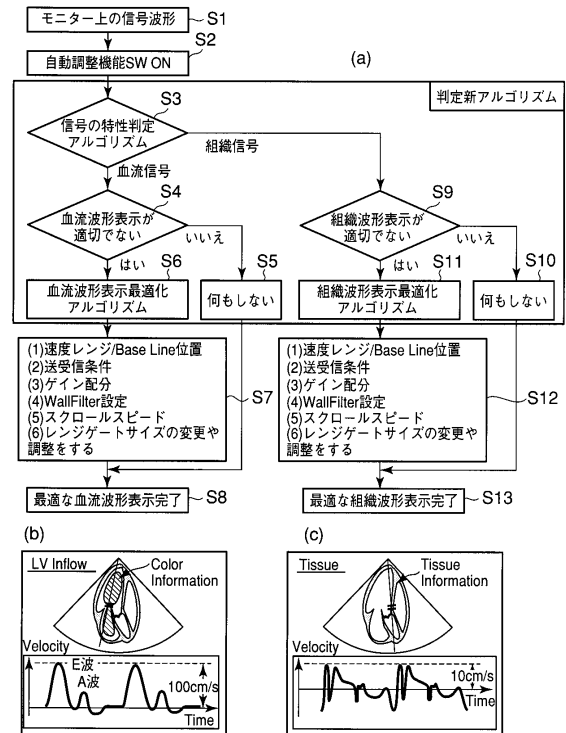 モニター上の信号波形
S1
S2
自動調整機能SW ON
(a)
判定新アルゴリズム
S3
信号の特性判定
アルゴリズム
組織信号
血流信号
S4
血流波形表示が
適切でない
いいえ
はい
S9
組織波形表示が
適切でない
いいえ
はい
S6
血流波形表示最適化
アルゴリズム
S5
何もしない
S11
組織波形表示最適化
アルゴリズム
S10
何もしない
(1)速度レンジ/Base Line位置
(2)送受信条件
(3)ゲイン配分
(4)WallFilter設定
(5)スクロールスピード
(6)レンジゲートサイズの変更や
調整をする
S7
(1)速度レンジ/Base Line位置
(2)送受信条件
(3)ゲイン配分
(4)WallFilter設定
(5)スクロールスピード
(6)レンジゲートサイズの変更や
調整をする
S12
最適な血流波形表示完了
S8
最適な組織波形表示完了
S13
(b)
LV Inflow
Color
Information
Velocity
E波
A波
100cm/s
Time
(c)
Tissue
Tissue
Information
Velocity
10cm/s
Time